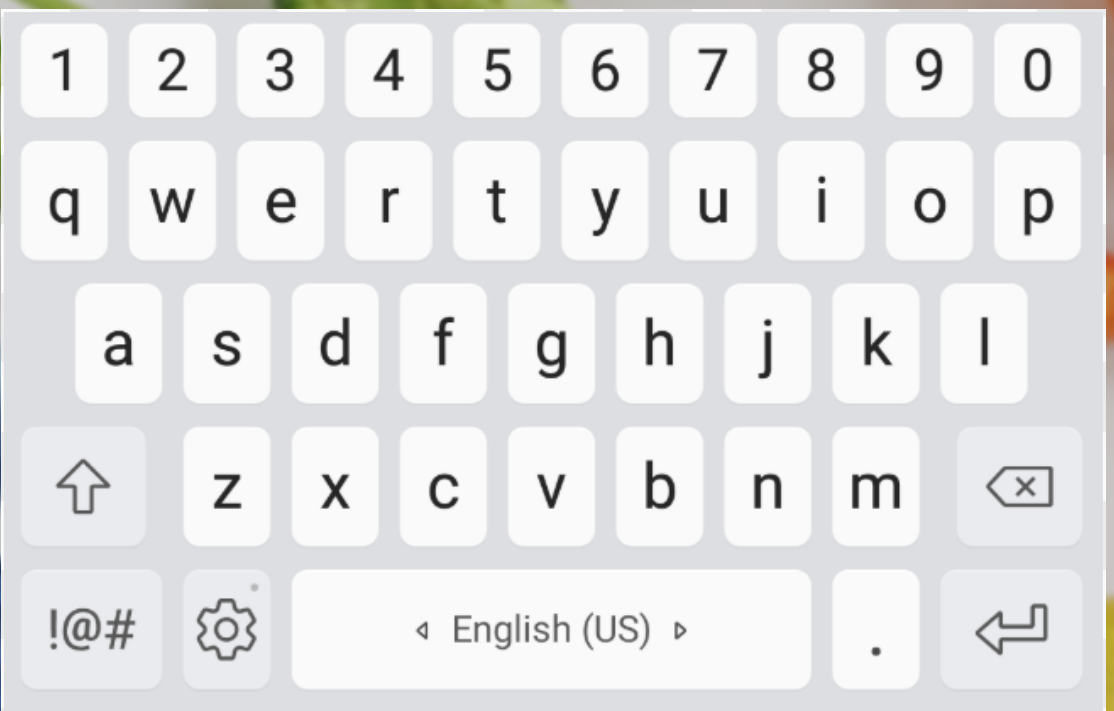 1 2 3 4 5 6 7 8 9 0
q w e r t y u i o p
a s d f g h j k l
z x c v b n m
!@# English (US) .